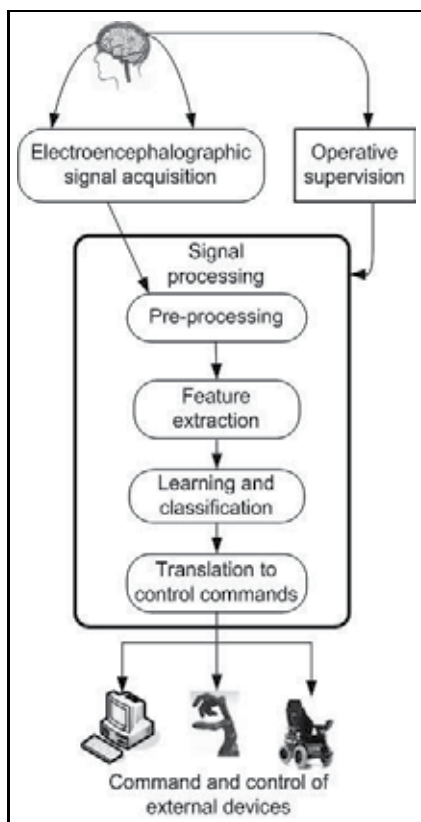 Electroencephalographic
signal acquisition
Operative
supervision
Signal
processing
Pre-processing
Feature
extraction
Learning and
classification
Translation to
control commands
Command and control of
external devices